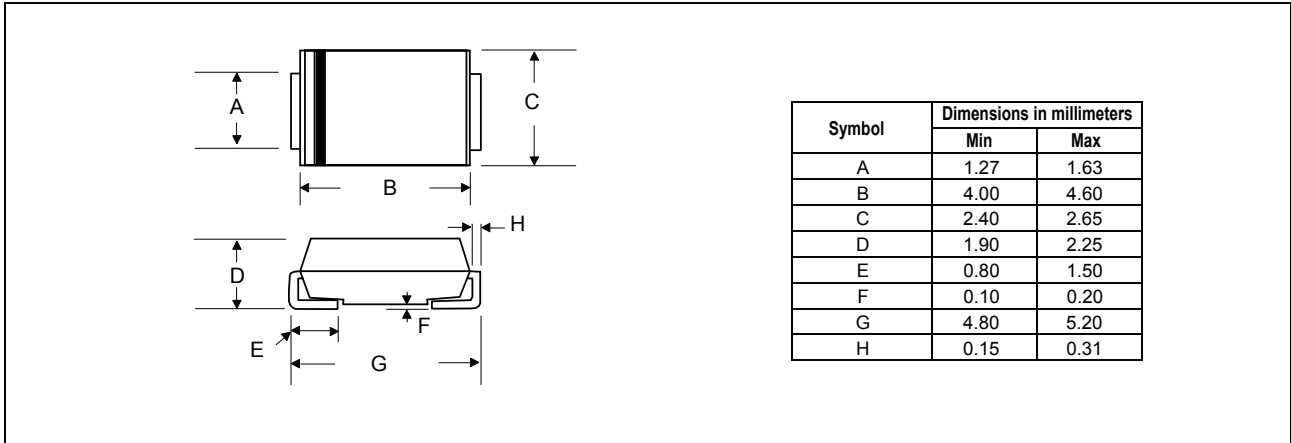 A
C
B
H
D
F
E
G
Symbol Dimensions in millimeters
Min Max
A 1.27 1.63
B 4.00 4.60
C 2.40 2.65
D 1.90 2.25
E 0.80 1.50
F 0.10 0.20
G 4.80 5.20
H 0.15 0.31